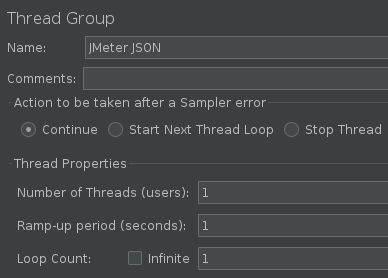 Thread Group
Name: JMeter JSON
Comments:
Action to be taken after a Sampler error
Continue Start Next Thread Loop Stop Thread
Thread Properties
Number of Threads (users): 1
Ramp-up period (seconds): 1
Loop Count: Infinite 1